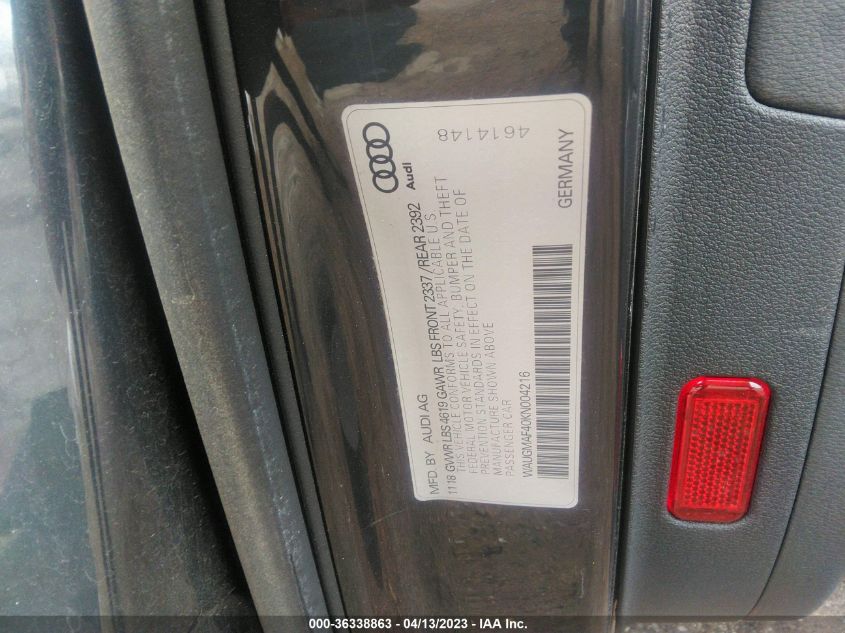 MFD. BY AUDI AG
1118 GVWR LBS 4619 GAWR LBS FRONT 2337/REAR 2392
THIS VEHICLE CONFORMS TO ALL APPLICABLE U.S.
FEDERAL MOTOR VEHICLE SAFETY, BUMPER AND THEFT
PREVENTION STANDARDS IN EFFECT ON THE DATE OF
MANUFACTURE SHOWN ABOVE
PASSENGER CAR
WAUGMAF40KN004216
Audi
4614148
GERMANY
000-36338863 / 04/13/2023 - IAA Inc.